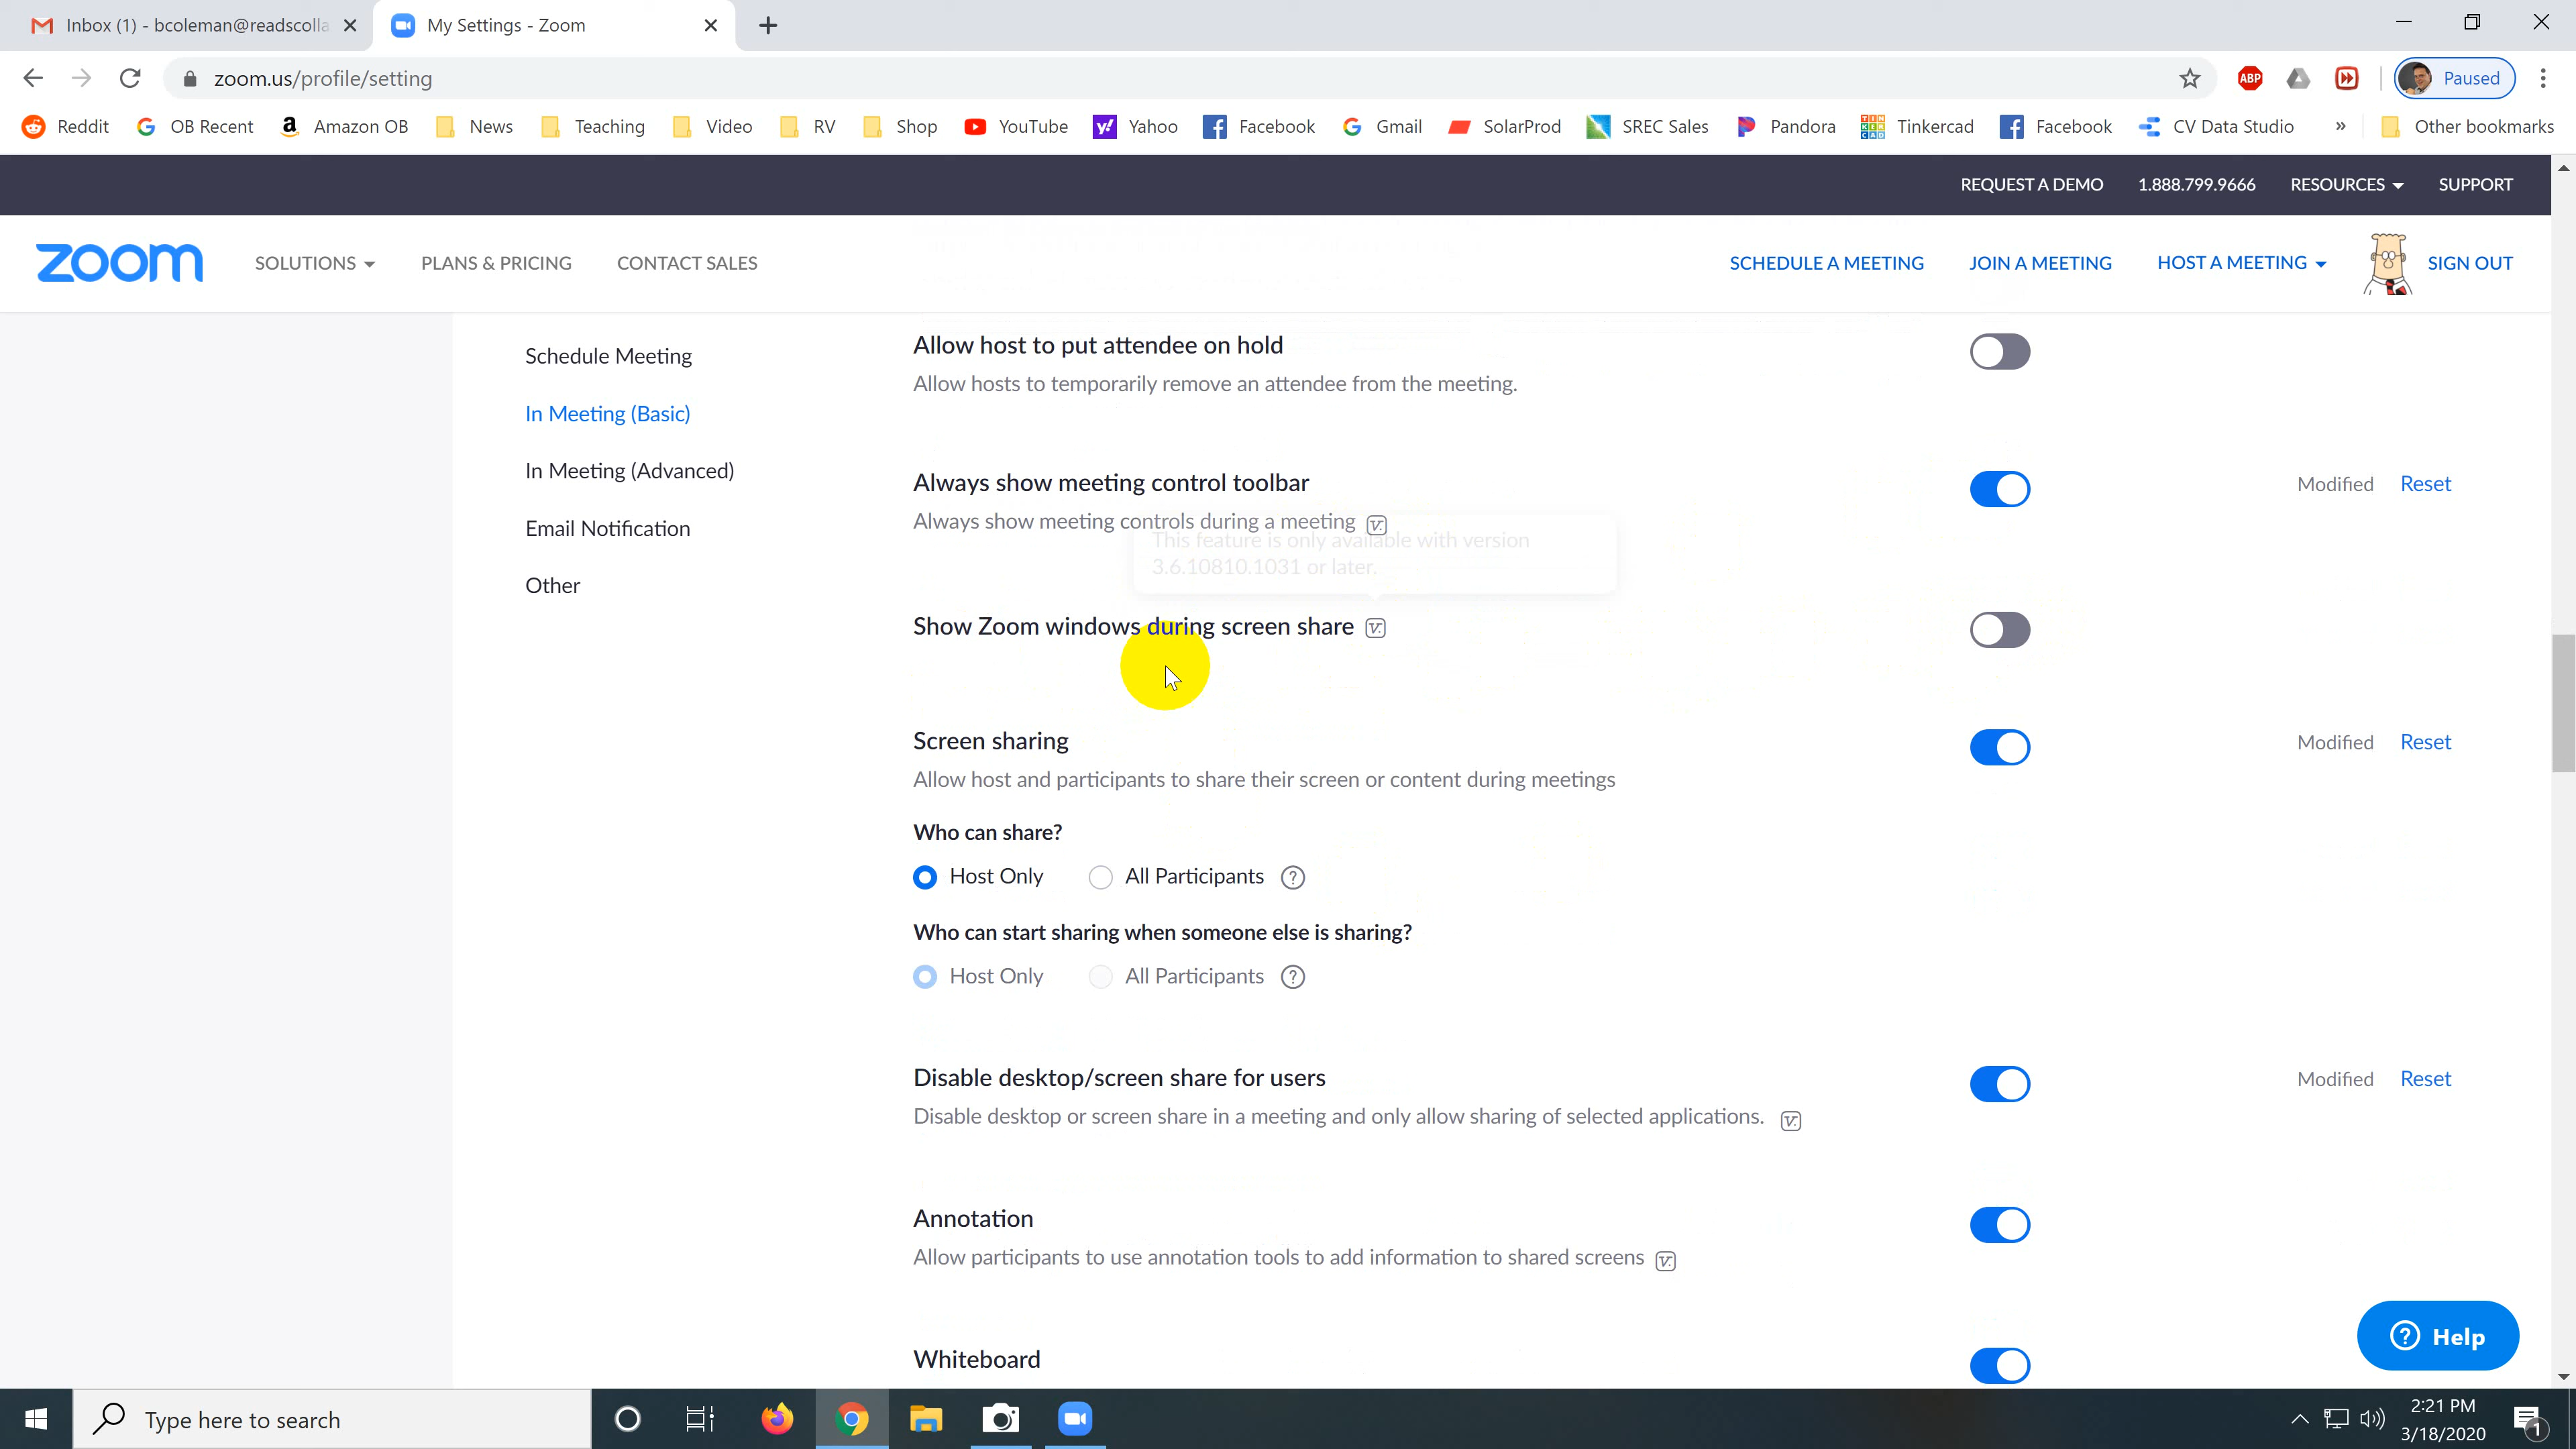 Inbox (1) - bcoleman@readscolla
My Settings - Zoom
zoom.us/profile/setting
ABP
Paused
Reddit
OB Recent
Amazon OB
News
Teaching
Video
RV
Shop
YouTube
Yahoo
Facebook
Gmail
SolarProd
SREC Sales
Pandora
Tinkercad
Facebook
CV Data Studio
»
Other bookmarks
REQUEST A DEMO
1.888.799.9666
RESOURCES
SUPPORT
zoom
SOLUTIONS
PLANS & PRICING
CONTACT SALES
SCHEDULE A MEETING
JOIN A MEETING
HOST A MEETING
SIGN OUT
Schedule Meeting
In Meeting (Basic)
In Meeting (Advanced)
Email Notification
Other
Allow host to put attendee on hold
Allow hosts to temporarily remove an attendee from the meeting.
Always show meeting control toolbar
Modified Reset
Always show meeting controls during a meeting
This feature is only available with version
3.6.10810.1031 or later.
Show Zoom windows during screen share
Screen sharing
Modified Reset
Allow host and participants to share their screen or content during meetings
Who can share?
Host Only All Participants
Who can start sharing when someone else is sharing?
Host Only All Participants
Disable desktop/screen share for users
Modified Reset
Disable desktop or screen share in a meeting and only allow sharing of selected applications.
Annotation
Allow participants to use annotation tools to add information to shared screens
Whiteboard
Help
Type here to search
2:21 PM
3/18/2020
1